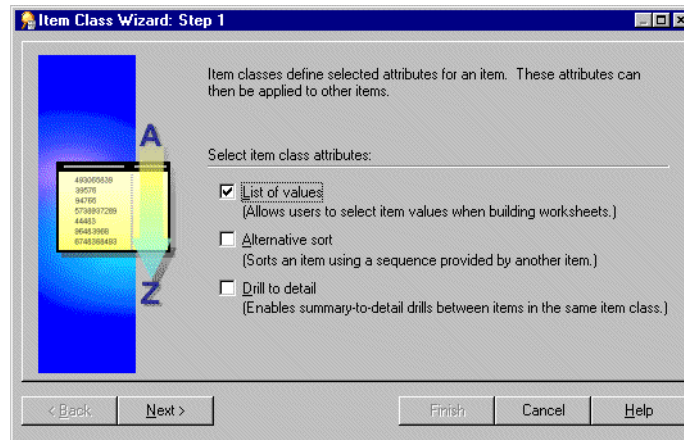 Item Class Wizard: Step 1
Item classes define selected attributes for an item. These attributes can
then be applied to other items.
A
Select item class attributes:
493065839
39576
94766
5738937289
44483
96483966
6748368493
Z
List of values
(Allows users to select item values when building worksheets.)
Alternative sort
(Sorts an item using a sequence provided by another item.)
Drill to detail
(Enables summary-to-detail drills between items in the same item class.)
< Back
Next >
Finish
Cancel
Help